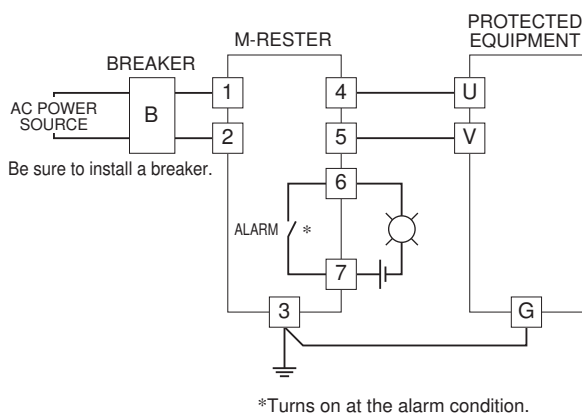 PROTECTED
EQUIPMENT
M-RESTER
BREAKER
AC POWER
SOURCE
B
1
2
4
5
U
V
Be sure to install a breaker.
ALARM
*
6
7
3
G
*Turns on at the alarm condition.